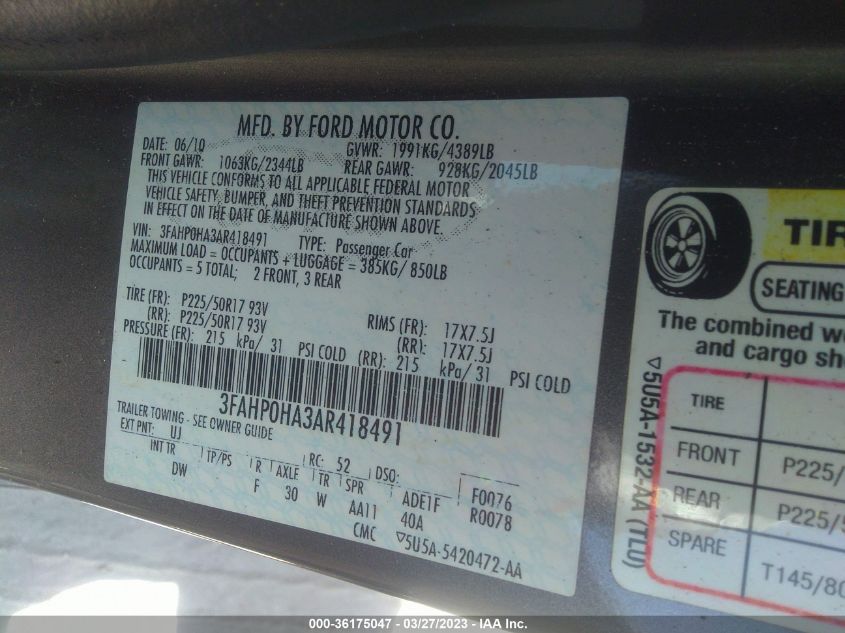 MFD. BY FORD MOTOR CO.
DATE: 06/10 GVWR: 1991KG/4389LB
FRONT GAWR: 1063KG/2344LB REAR GAWR: 928KG/2045LB
THIS VEHICLE CONFORMS TO ALL APPLICABLE FEDERAL MOTOR
VEHICLE SAFETY, BUMPER, AND THEFT PREVENTION STANDARDS
IN EFFECT ON THE DATE OF MANUFACTURE SHOWN ABOVE.
VIN: 3FAHP0HA3AR418491 TYPE: Passenger Car
MAXIMUM LOAD = OCCUPANTS + LUGGAGE = 385KG/ 850LB
OCCUPANTS = 5 TOTAL; 2 FRONT, 3 REAR
TIRE (FR): P225/50R17 93V RIMS (FR): 17X7.5J
(RR): P225/50R17 93V (RR): 17X7.5J
PRESSURE (FR): 215 kPa/ 31 PSI COLD (RR): 215 kPa/ 31 PSI COLD
3FAHP0HA3AR418491
TRAILER TOWING - SEE OWNER GUIDE
EXT PNT: UJ RC: 52 DSO:
INT TR TP/PS R AXLE TR SPR ADE1F F0076
DW F 30 W AA11 40A R0078
CMC ▽5U5A-5420472-AA
TIR
SEATING
The combined we
and cargo sh
TIRE
FRONT P225/
REAR P225/5
SPARE T145/80
▽5U5A-1532-AA (TLU)
000-36175047 - 03/27/2023 - IAA Inc.